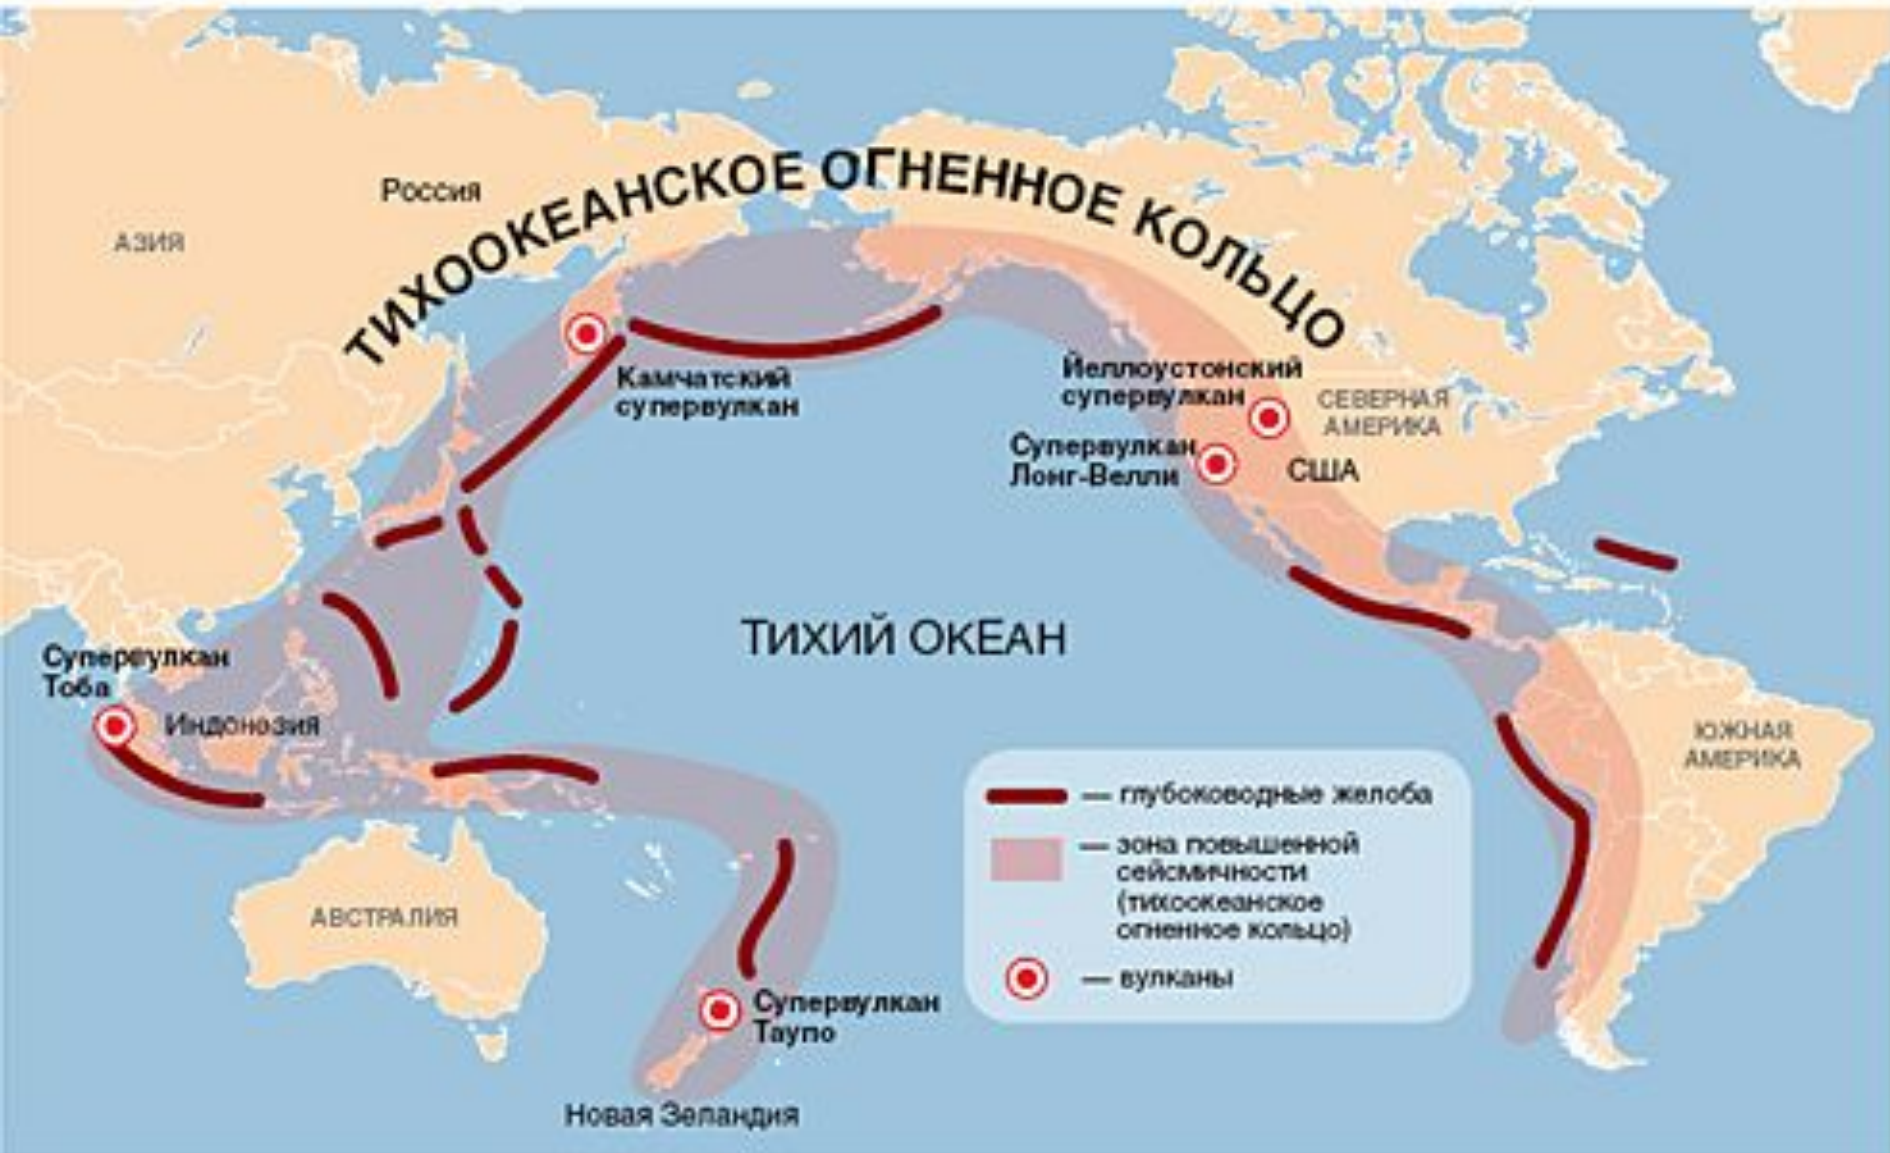 ТИХООКЕАНСКОЕ ОГНЕННОЕ КОЛЬЦО
Россия
АЗИЯ
Камчатский
супервулкан
Йеллоустонский
супервулкан
СЕВЕРНАЯ
АМЕРИКА
Супервулкан
Лонг-Велли
США
ТИХИЙ ОКЕАН
Супервулкан
Тоба
Индонезия
ЮЖНАЯ
АМЕРИКА
АВСТРАЛИЯ
— глубоководные желоба
— зона повышенной
сейсмичности
(тихоокеанское
огненное кольцо)
— вулканы
Супервулкан
Таупо
Новая Зеландия